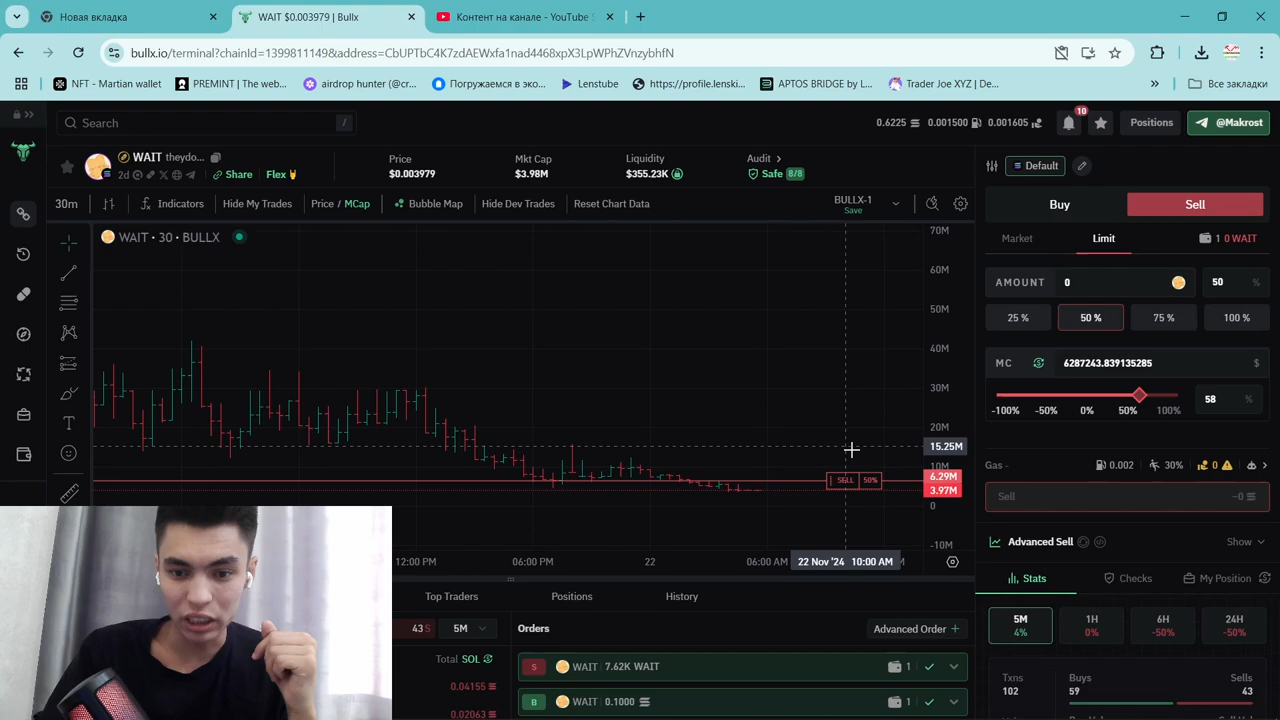 Новая вкладка
WAIT $0.003979 | Bullx
Контент на канале - YouTube S
bullx.io/terminal?chainId=1399811149&address=CbUPTbC4K7zdAEWxfa1nad4468xpX3LpWPhZVnzybhfN
NFT - Martian wallet
PREMINT | The web...
airdrop hunter (@cr...
Погружаемся в эко...
Lenstube
https://profile.lenski...
APTOS BRIDGE by L...
Trader Joe XYZ | De...
Все закладки
Search
/
0.6225
0.001500
0.001605
10
Positions
@Makrost
WAIT theydo...
2d
Share
Flex
Price
$0.003979
Mkt Cap
$3.98M
Liquidity
$355.23K
Audit
Safe 8/8
Default
30m
Indicators
Hide My Trades
Price / MCap
Bubble Map
Hide Dev Trades
Reset Chart Data
BULLX-1
Save
Buy
Sell
WAIT · 30 · BULLX
Market
Limit
1 0 WAIT
AMOUNT 0
50 %
25 %
50 %
75 %
100 %
MC 6287243.839135285 $
-100%
-50%
0%
50%
100%
58 %
70M
60M
50M
40M
30M
20M
15.25M
10M
6.29M
3.97M
0
-10M
SELL 50%
Gas -
0.002
30%
0
Sell
~0
12:00 PM
06:00 PM
22
06:00 AM
22 Nov '24 10:00 AM
Advanced Sell
Show
Stats
Checks
My Position
Top Traders
Positions
History
43 S
5M
Orders
Advanced Order +
Total SOL
0.04155
0.02063
S WAIT 7.62K WAIT 1
B WAIT 0.1000 1
5M
4%
1H
0%
6H
-50%
24H
-50%
Txns
102
Buys
59
Sells
43